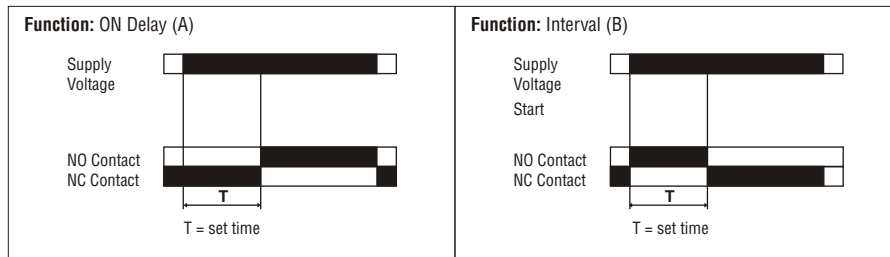 Function: ON Delay (A)
Supply
Voltage
NO Contact
NC Contact
T
T = set time
Function: Interval (B)
Supply
Voltage
Start
NO Contact
NC Contact
T
T = set time